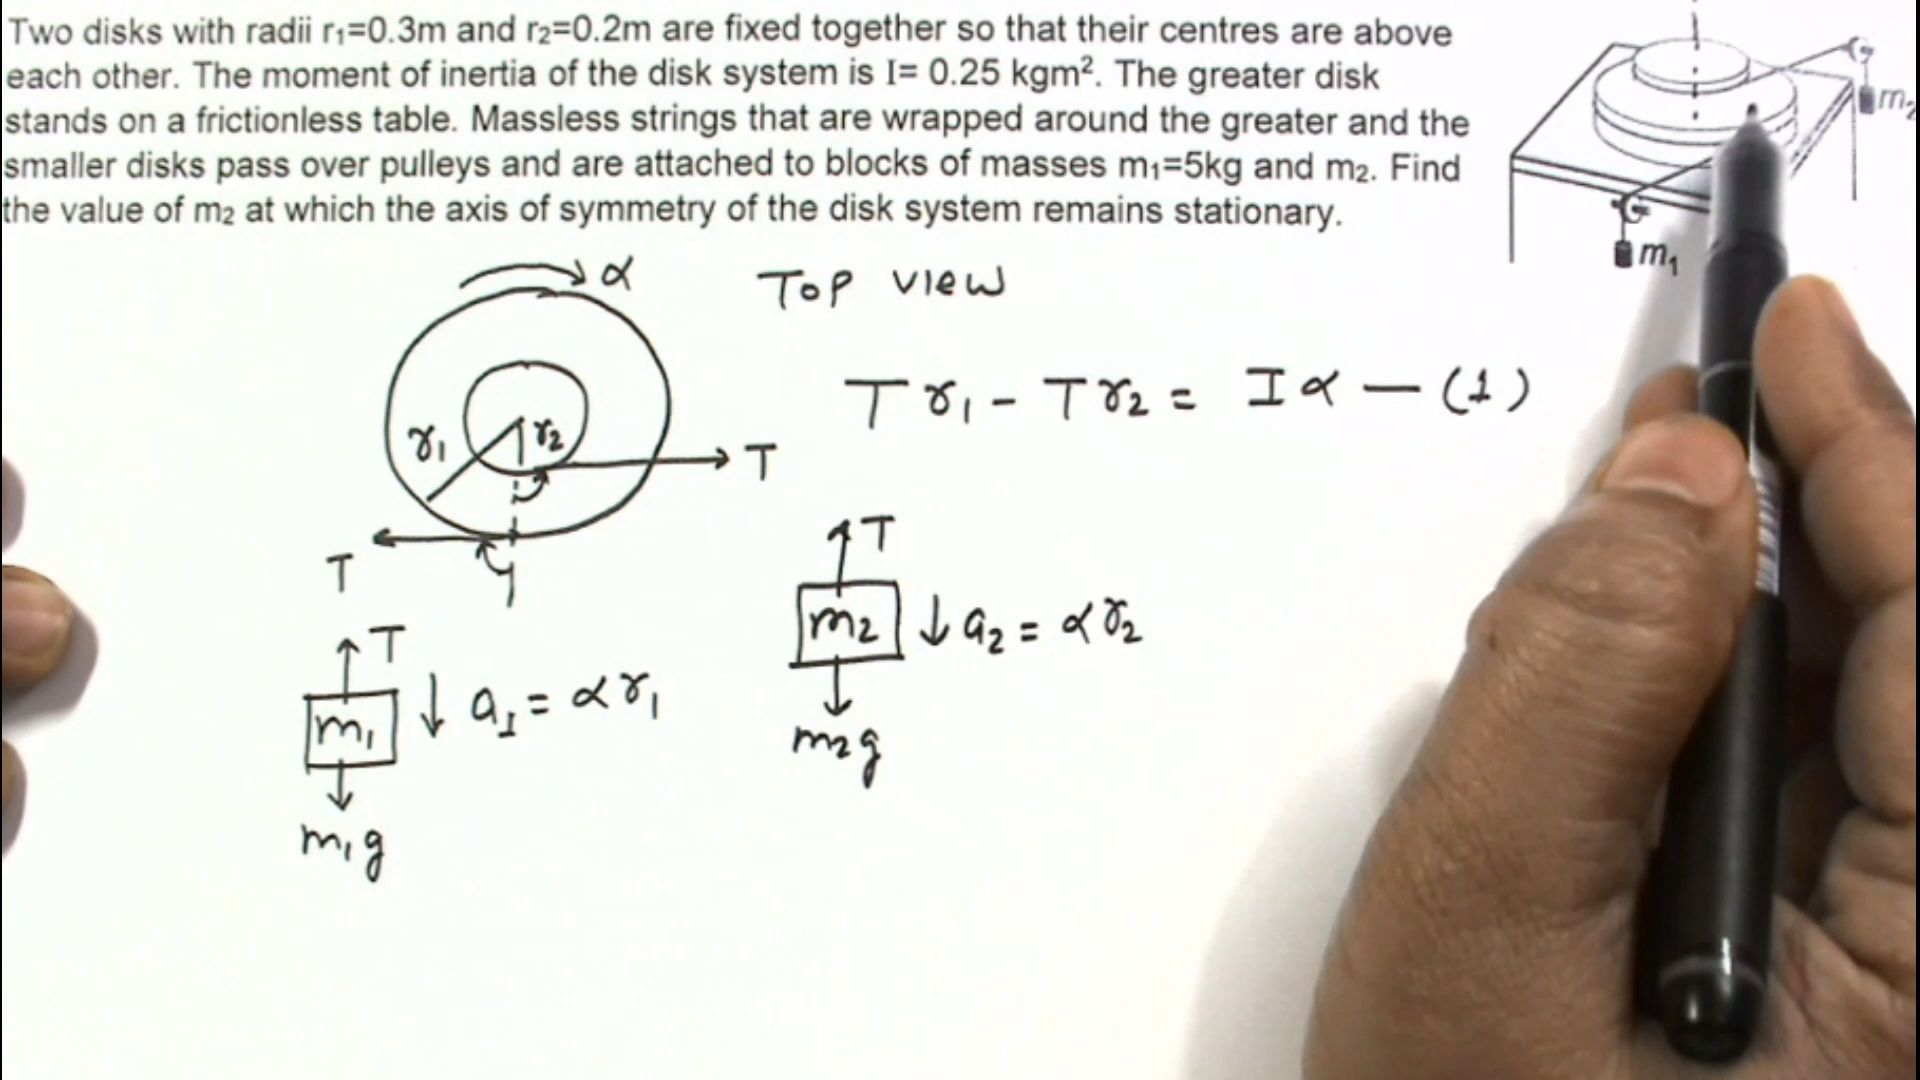 Two disks with radii r₁=0.3m and r₂=0.2m are fixed together so that their centres are above
each other. The moment of inertia of the disk system is I= 0.25 kgm². The greater disk
stands on a frictionless table. Massless strings that are wrapped around the greater and the
smaller disks pass over pulleys and are attached to blocks of masses m₁=5kg and m₂. Find
the value of m₂ at which the axis of symmetry of the disk system remains stationary.
m₂
m₁
α
TOP VIEW
T r₁ - T r₂ = I α — (1)
r₁
r₂
T
T
T
m₂ ↓ a₂ = α r₂
m₂g
T
m₁ ↓ a₁ = α r₁
m₁g